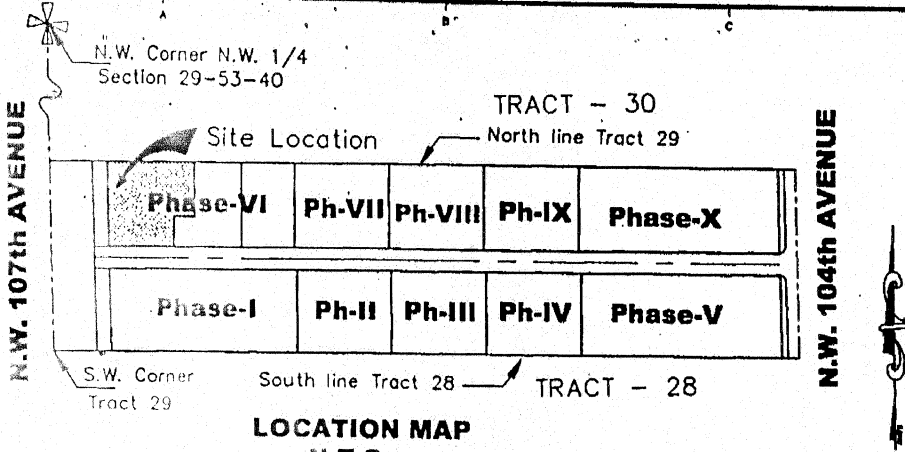 A B C
N.W. Corner N.W. 1/4
Section 29-53-40
TRACT - 30
North line Tract 29
Site Location
N.W. 107th AVENUE
N.W. 104th AVENUE
Phase-VI Ph-VII Ph-VIII Ph-IX Phase-X
Phase-I Ph-II Ph-III Ph-IV Phase-V
S.W. Corner
Tract 29
South line Tract 28
TRACT - 28
LOCATION MAP